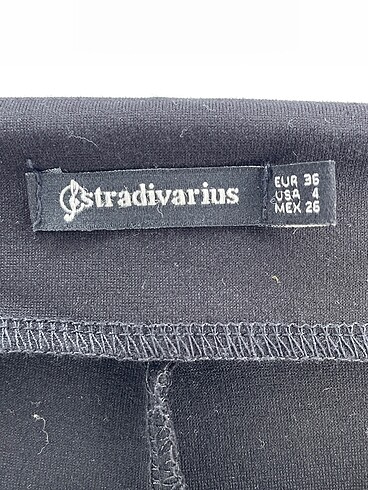 stradivarius
EUR 36
USA 4
MEX 26